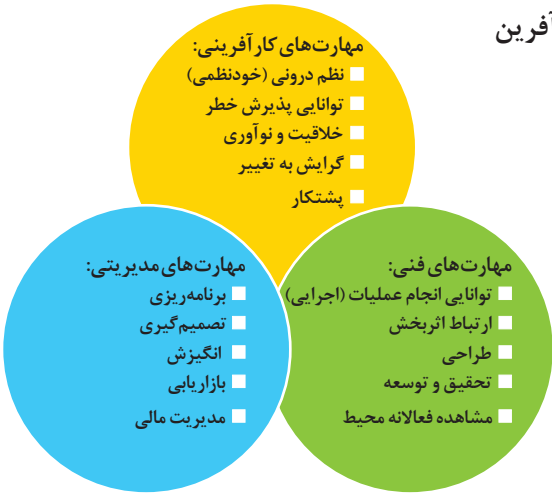 آفرین
مهارت‌های کارآفرینی:
نظم درونی (خودنظمی)
توانایی پذیرش خطر
خلاقیت و نوآوری
گرایش به تغییر
پشتکار
مهارت‌های فنی:
توانایی انجام عملیات (اجرایی)
ارتباط اثربخش
طراحی
تحقیق و توسعه
مشاهده فعالانه محیط
مهارت‌های مدیریتی:
برنامه‌ریزی
تصمیم‌گیری
انگیزش
بازاریابی
مدیریت مالی